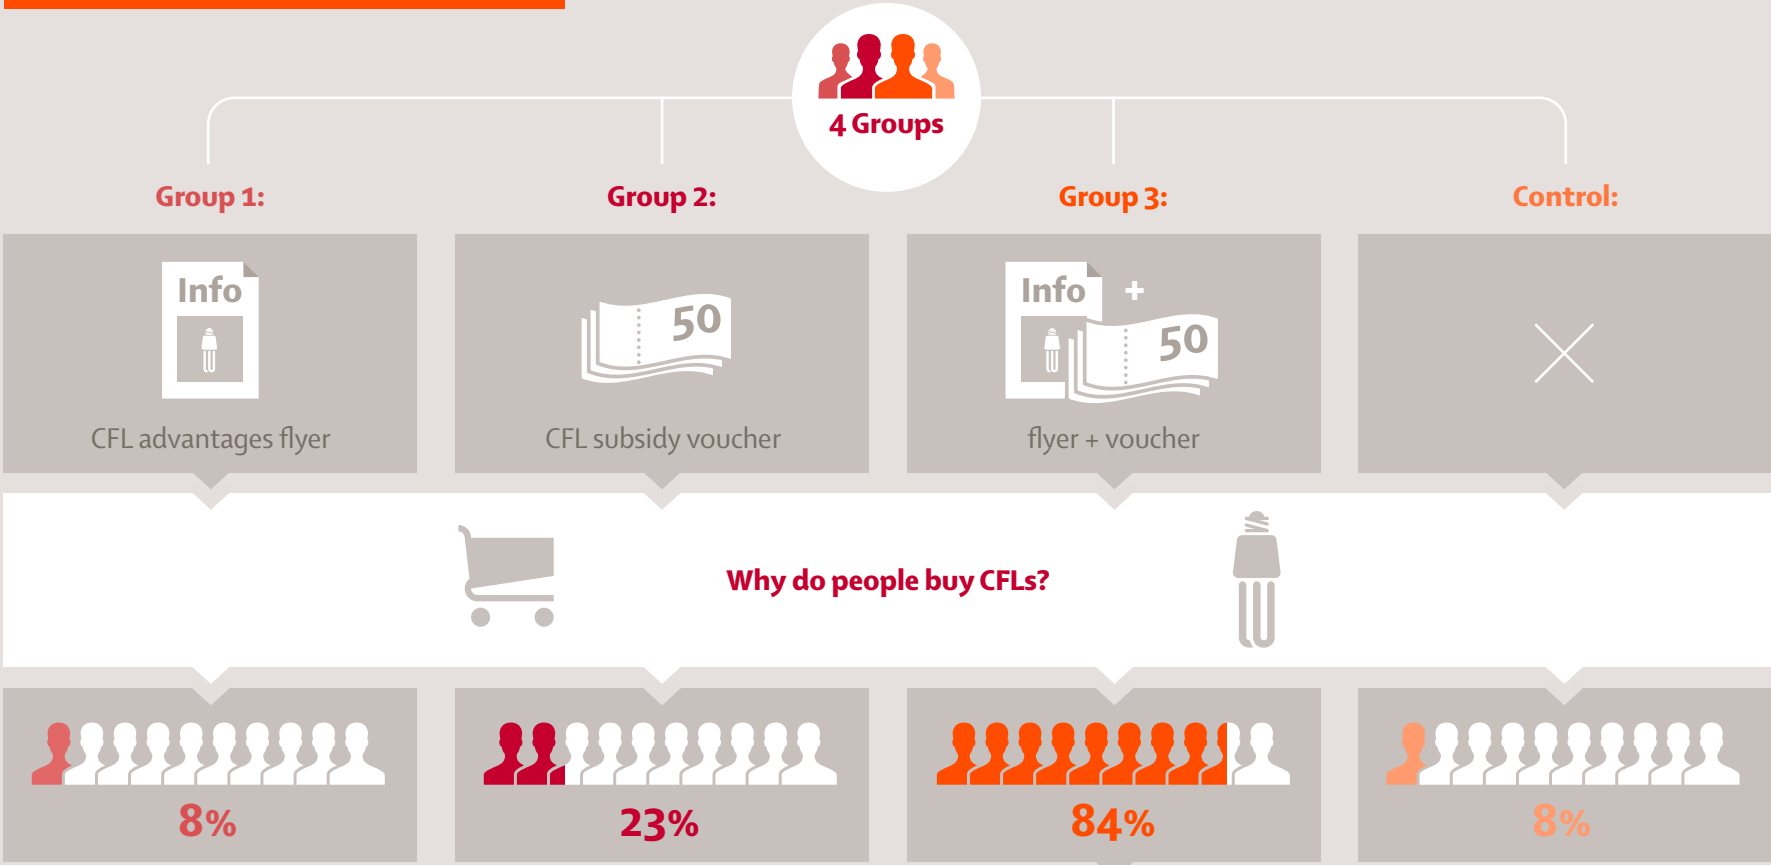 4 Groups
Group 1:
Group 2:
Group 3:
Control:
Info
50
Info +
50
CFL advantages flyer
CFL subsidy voucher
flyer + voucher
Why do people buy CFLs?
8%
23%
84%
8%